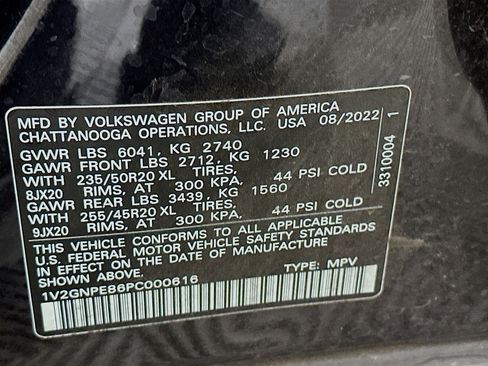 MFD BY VOLKSWAGEN GROUP OF AMERICA
CHATTANOOGA OPERATIONS, LLC. USA 08/2022
GVWR LBS 6041, KG 2740
GAWR FRONT LBS 2712, KG 1230
WITH 235/50R20 XL TIRES,
8JX20 RIMS, AT 300 KPA, 44 PSI COLD
GAWR REAR LBS 3439, KG 1560
WITH 255/45R20 XL TIRES,
9JX20 RIMS, AT 300 KPA, 44 PSI COLD
THIS VEHICLE CONFORMS TO ALL APPLICABLE
U.S. FEDERAL MOTOR VEHICLE SAFETY STANDARDS
IN EFFECT ON THE DATE OF MANUFACTURE
SHOWN ABOVE.
1V2GNPE86PC000616 TYPE: MPV
3310004 1